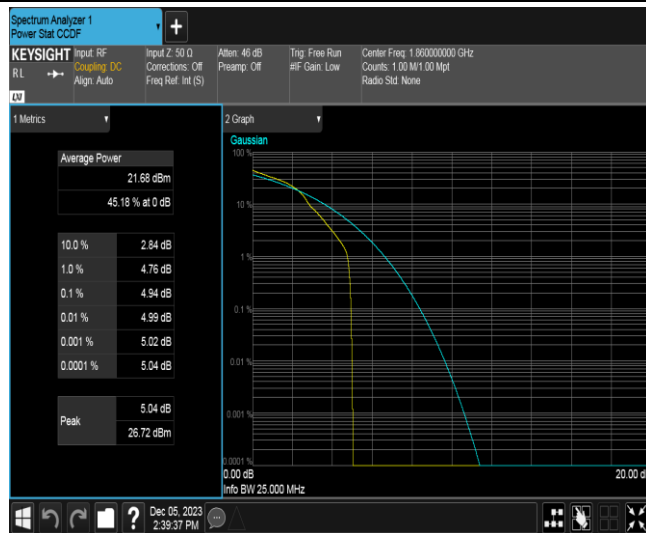 Spectrum Analyzer 1
Power Stat CCDF
+
KEYSIGHT
RL
Input: RF
Coupling: DC
Align: Auto
Input Z: 50 Ω
Corrections: Off
Freq Ref: Int (S)
Atten: 46 dB
Preamp: Off
Trig: Free Run
#IF Gain: Low
Center Freq: 1.860000000 GHz
Counts: 1.00 M/1.00 Mpt
Radio Std: None
1 Metrics
Average Power
21.68 dBm
45.18 % at 0 dB
10.0 % 2.84 dB
1.0 % 4.76 dB
0.1 % 4.94 dB
0.01 % 4.99 dB
0.001 % 5.02 dB
0.0001 % 5.04 dB
Peak
5.04 dB
26.72 dBm
2 Graph
Gaussian
100 %
10 %
1 %
0.1 %
0.01 %
0.001 %
0.0001 %
0.00 dB
20.00 d
Info BW 25.000 MHz
?
Dec 05, 2023
2:39:37 PM